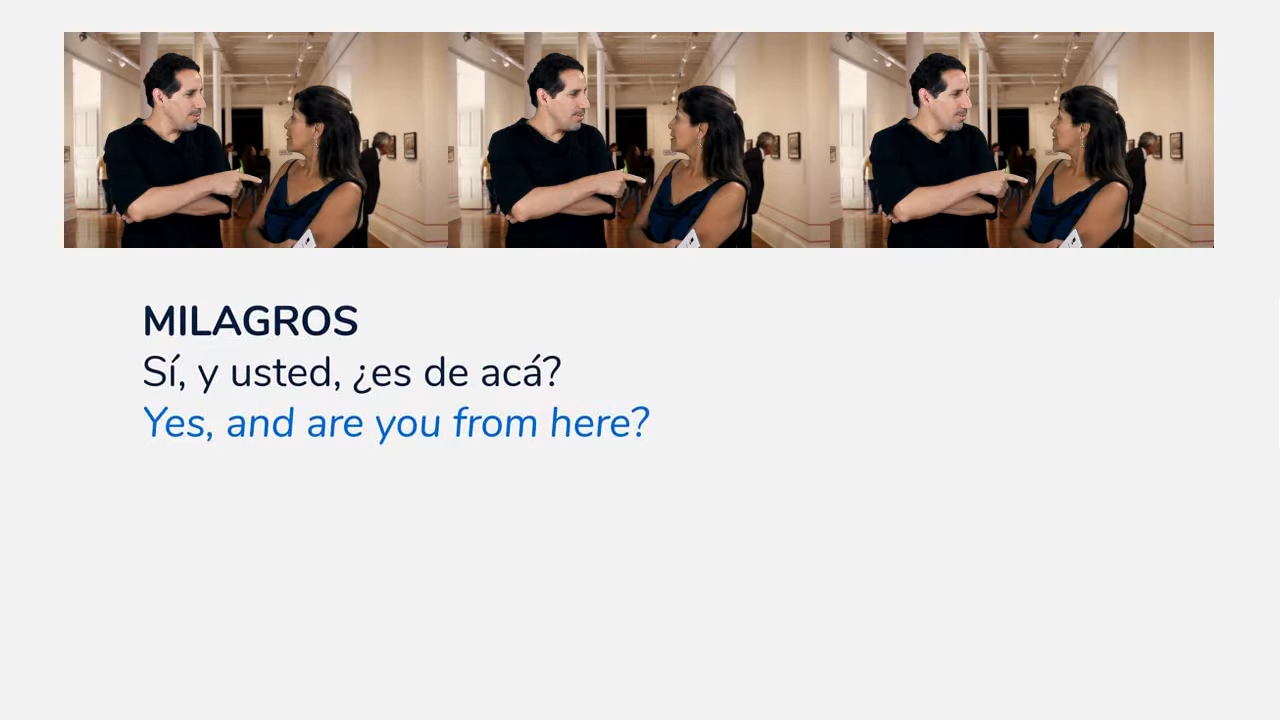 MILAGROS
Sí, y usted, ¿es de acá?
Yes, and are you from here?